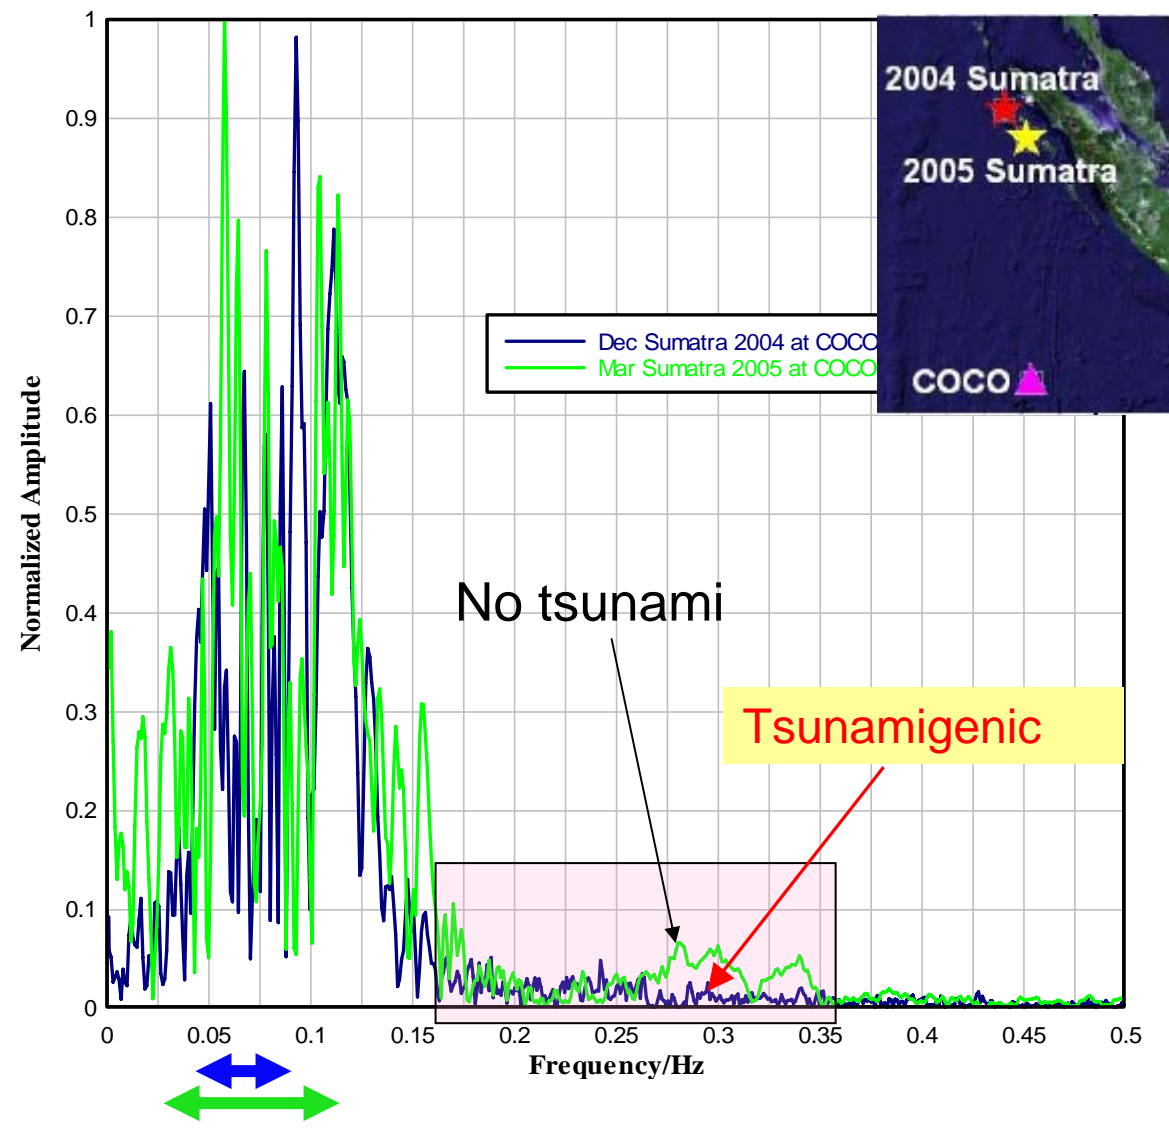 1
0.9
0.8
0.7
0.6
0.5
0.4
0.3
0.2
0.1
0
Normalized Amplitude
2004 Sumatra
2005 Sumatra
COCO
Dec Sumatra 2004 at COCO
Mar Sumatra 2005 at COCO
No tsunami
Tsunamigenic
0 0.05 0.1 0.15 0.2 0.25 0.3 0.35 0.4 0.45 0.5
Frequency/Hz